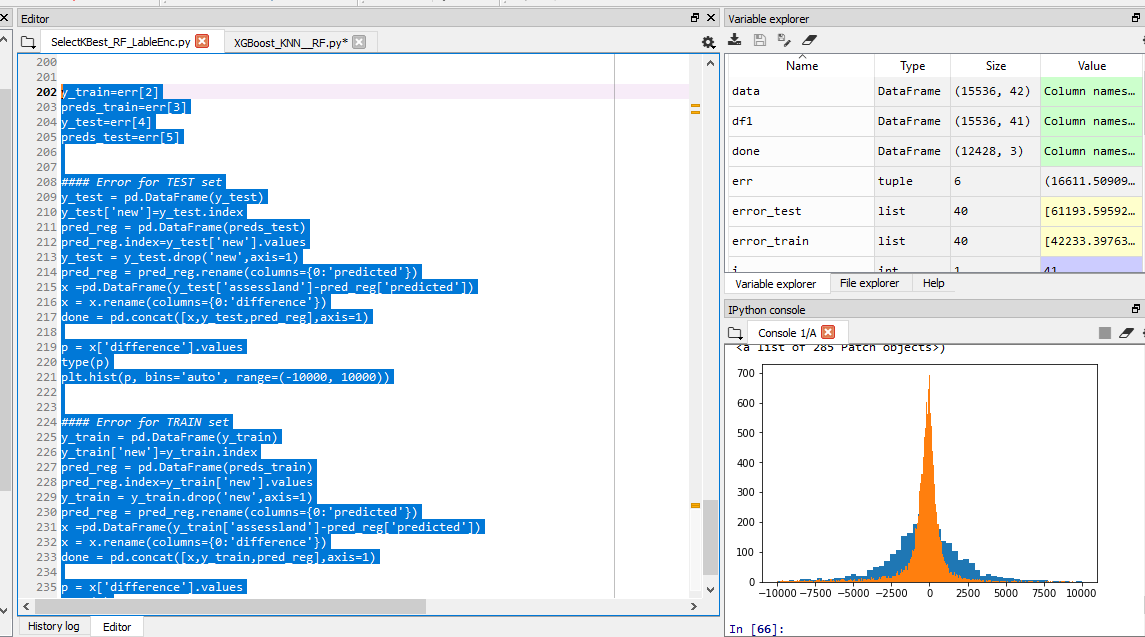 Editor
SelectKBest_RF_LableEnc.py
XGBoost_KNN__RF.py*
200
201
202 y_train=err[2]
203 preds_train=err[3]
204 y_test=err[4]
205 preds_test=err[5]
206
207
208 #### Error for TEST set
209 y_test = pd.DataFrame(y_test)
210 y_test['new']=y_test.index
211 pred_reg = pd.DataFrame(preds_test)
212 pred_reg.index=y_test['new'].values
213 y_test = y_test.drop('new',axis=1)
214 pred_reg = pred_reg.rename(columns={0:'predicted'})
215 x =pd.DataFrame(y_test['assessland']-pred_reg['predicted'])
216 x = x.rename(columns={0:'difference'})
217 done = pd.concat([x,y_test,pred_reg],axis=1)
218
219 p = x['difference'].values
220 type(p)
221 plt.hist(p, bins='auto', range=(-10000, 10000))
222
223
224 #### Error for TRAIN set
225 y_train = pd.DataFrame(y_train)
226 y_train['new']=y_train.index
227 pred_reg = pd.DataFrame(preds_train)
228 pred_reg.index=y_train['new'].values
229 y_train = y_train.drop('new',axis=1)
230 pred_reg = pred_reg.rename(columns={0:'predicted'})
231 x =pd.DataFrame(y_train['assessland']-pred_reg['predicted'])
232 x = x.rename(columns={0:'difference'})
233 done = pd.concat([x,y_train,pred_reg],axis=1)
234
235 p = x['difference'].values
History log
Editor
Variable explorer
Name Type Size Value
data DataFrame (15536, 42) Column names…
df1 DataFrame (15536, 41) Column names…
done DataFrame (12428, 3) Column names…
err tuple 6 (16611.50909…
error_test list 40 [61193.59592…
error_train list 40 [42233.39763…
i int 1 41
Variable explorer
File explorer
Help
IPython console
Console 1/A
<a list of 285 Patch objects>)
700
600
500
400
300
200
100
0
−10000 −7500 −5000 −2500 0 2500 5000 7500 10000
In [66]: